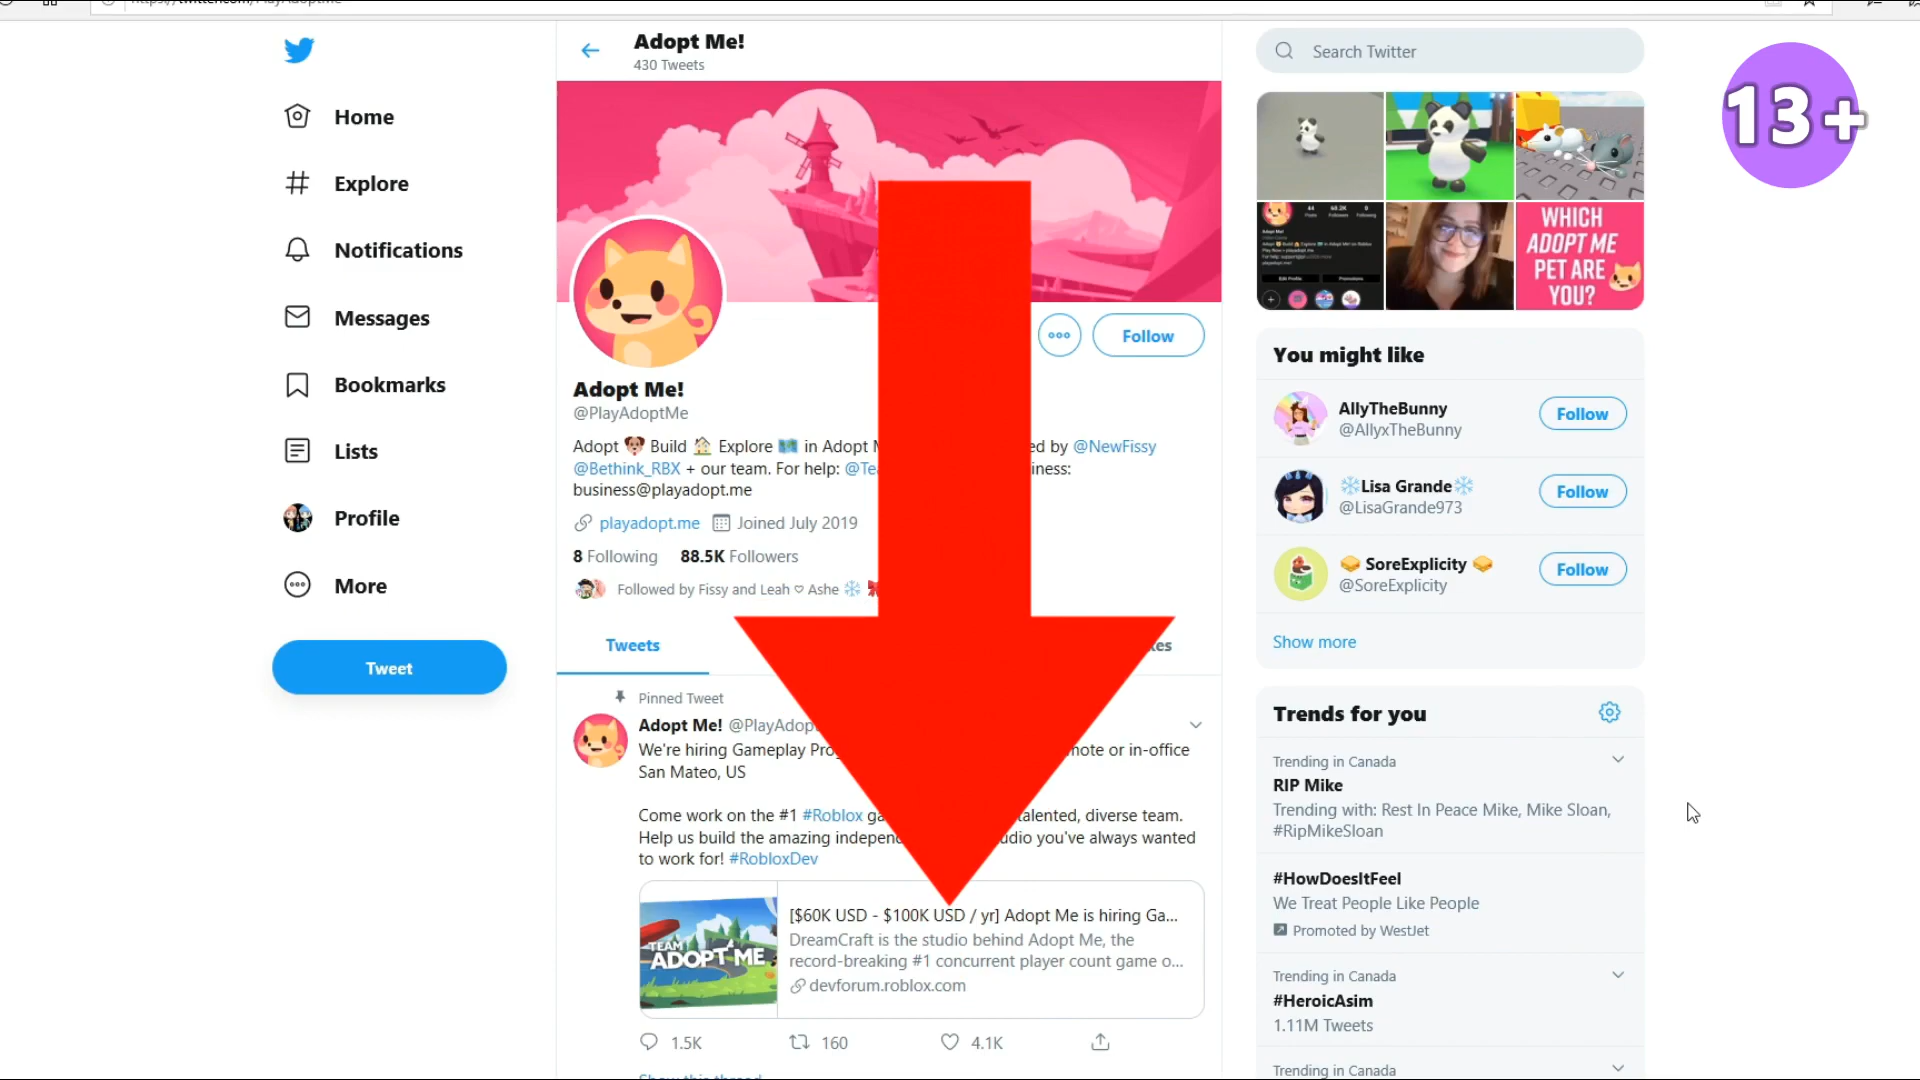 Adopt Me!
430 Tweets
Search Twitter
13+
Home
Explore
Notifications
Messages
Bookmarks
Lists
Profile
More
Tweet
Follow
Adopt Me!
@PlayAdoptMe
Adopt 🐶 Build 🏠 Explore 🗺️ in Adopt ed by @NewFissy
@Bethink_RBX + our team. For help: iness:
business@playadopt.me
playadopt.me Joined July 2019
8 Following 88.5K Followers
Followed by Fissy and Leah ♡ Ashe ❄️ 🎀
Tweets
Pinned Tweet
Adopt Me! @PlayAdopt
We're hiring Gameplay or in-office
San Mateo, US
Come work on the #1 #Roblox alented, diverse team.
Help us build the amazing you've always wanted
to work for! #RobloxDev
[$60K USD - $100K USD / yr] Adopt Me is hiring Ga...
DreamCraft is the studio behind Adopt Me, the
record-breaking #1 concurrent player count game o...
devforum.roblox.com
TEAM
ADOPT ME
1.5K 160 4.1K
Show this thread
WHICH
ADOPT ME
PET ARE
YOU?
You might like
AllyTheBunny
@AllyxTheBunny
Follow
❄️Lisa Grande❄️
@LisaGrande973
Follow
🥪 SoreExplicity 🥪
@SoreExplicity
Follow
Show more
Trends for you
Trending in Canada
RIP Mike
Trending with: Rest In Peace Mike, Mike Sloan,
#RipMikeSloan
#HowDoesItFeel
We Treat People Like People
Promoted by WestJet
Trending in Canada
#HeroicAsim
1.11M Tweets
Trending in Canada